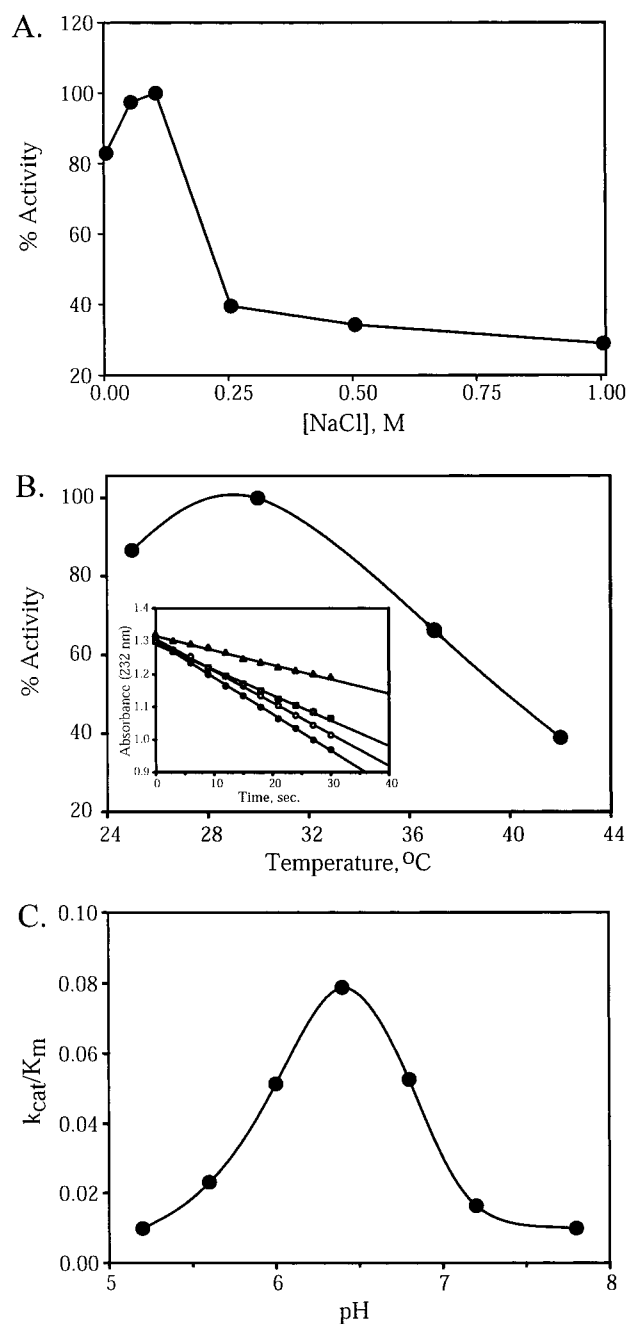 A.
120
100
80
60
40
20
% Activity
0.00 0.25 0.50 0.75 1.00
[NaCl], M
B.
100
80
60
40
20
% Activity
1.4
1.3
1.2
1.1
1.0
0.9
Absorbance (232 nm)
0 10 20 30 40
Time, sec.
24 28 32 36 40 44
Temperature, °C
C.
0.10
0.08
0.06
0.04
0.02
0.00
kcat/Km
5 6 7 8
pH